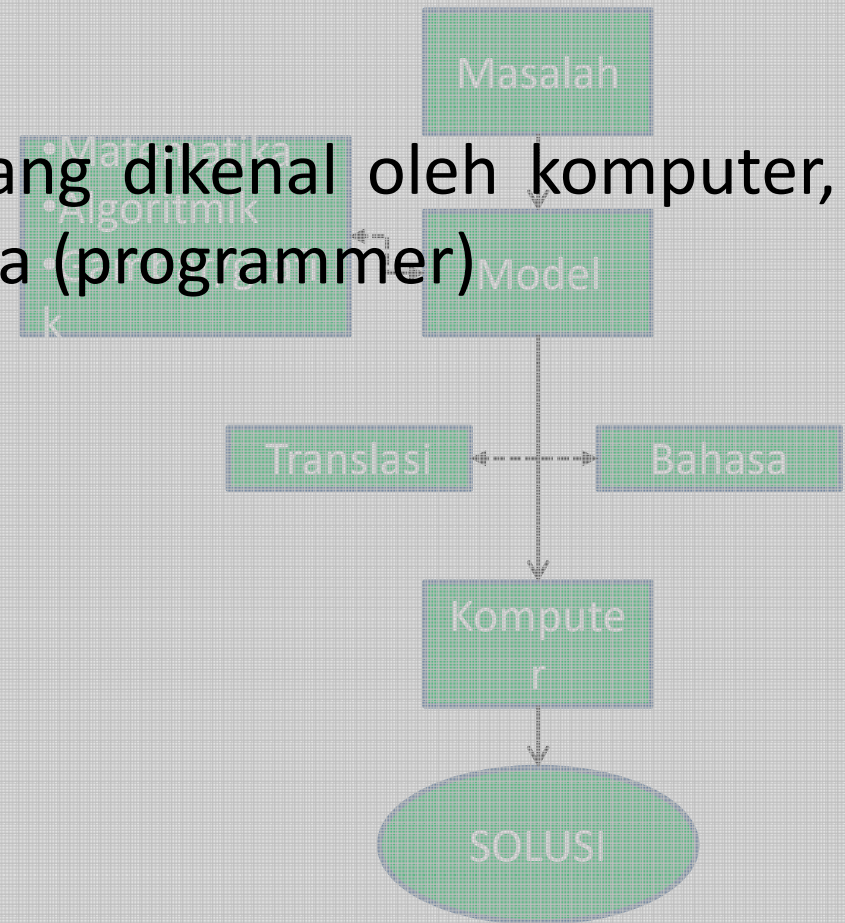 Masalah
•Matematika
ang dikenal oleh komputer,
•Algoritmik
a (programmer)
k
Model
Translasi
Bahasa
Kompute
r
SOLUSI